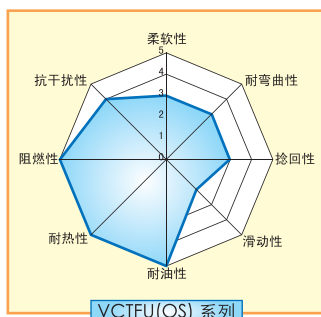 柔软性
5
抗干扰性
耐弯曲性
4
3
2
1
阻燃性
0
捻回性
耐热性
滑动性
耐油性
VCTFU(OS) 系列